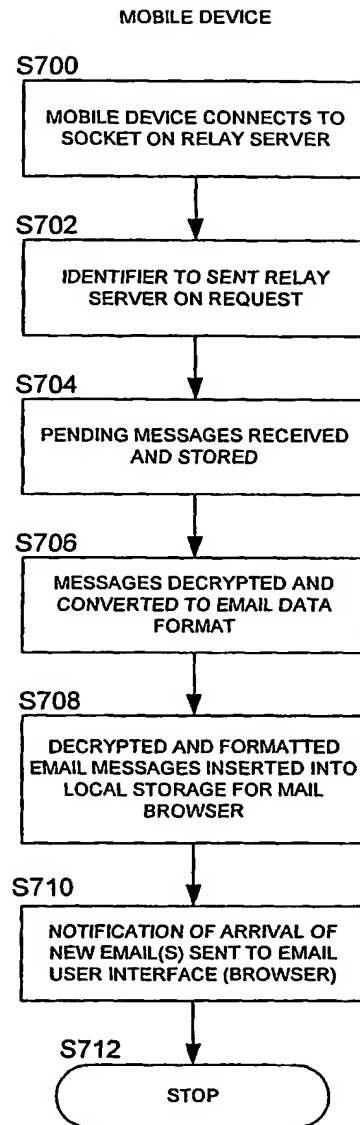 MOBILE DEVICE
S700
MOBILE DEVICE CONNECTS TO
SOCKET ON RELAY SERVER
S702
IDENTIFIER TO SENT RELAY
SERVER ON REQUEST
S704
PENDING MESSAGES RECEIVED
AND STORED
S706
MESSAGES DECRYPTED AND
CONVERTED TO EMAIL DATA
FORMAT
S708
DECRYPTED AND FORMATTED
EMAIL MESSAGES INSERTED INTO
LOCAL STORAGE FOR MAIL
BROWSER
S710
NOTIFICATION OF ARRIVAL OF
NEW EMAIL(S) SENT TO EMAIL
USER INTERFACE (BROWSER)
S712
STOP